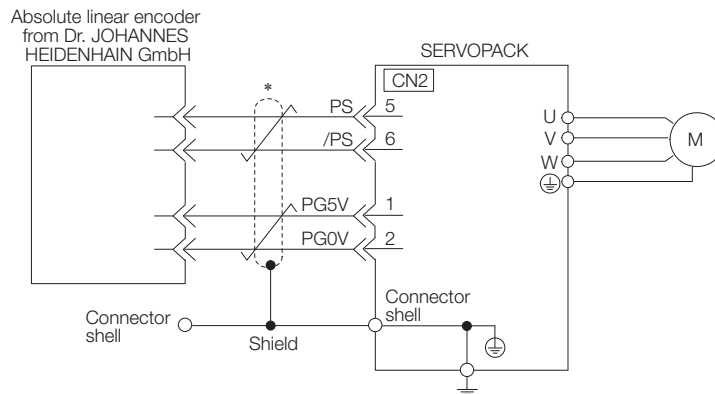 Absolute linear encoder
from Dr. JOHANNES
HEIDENHAIN GmbH
SERVOPACK
CN2
*
PS 5
/PS 6
PG5V 1
PG0V 2
U
V
W
M
Connector
shell
Shield
Connector
shell